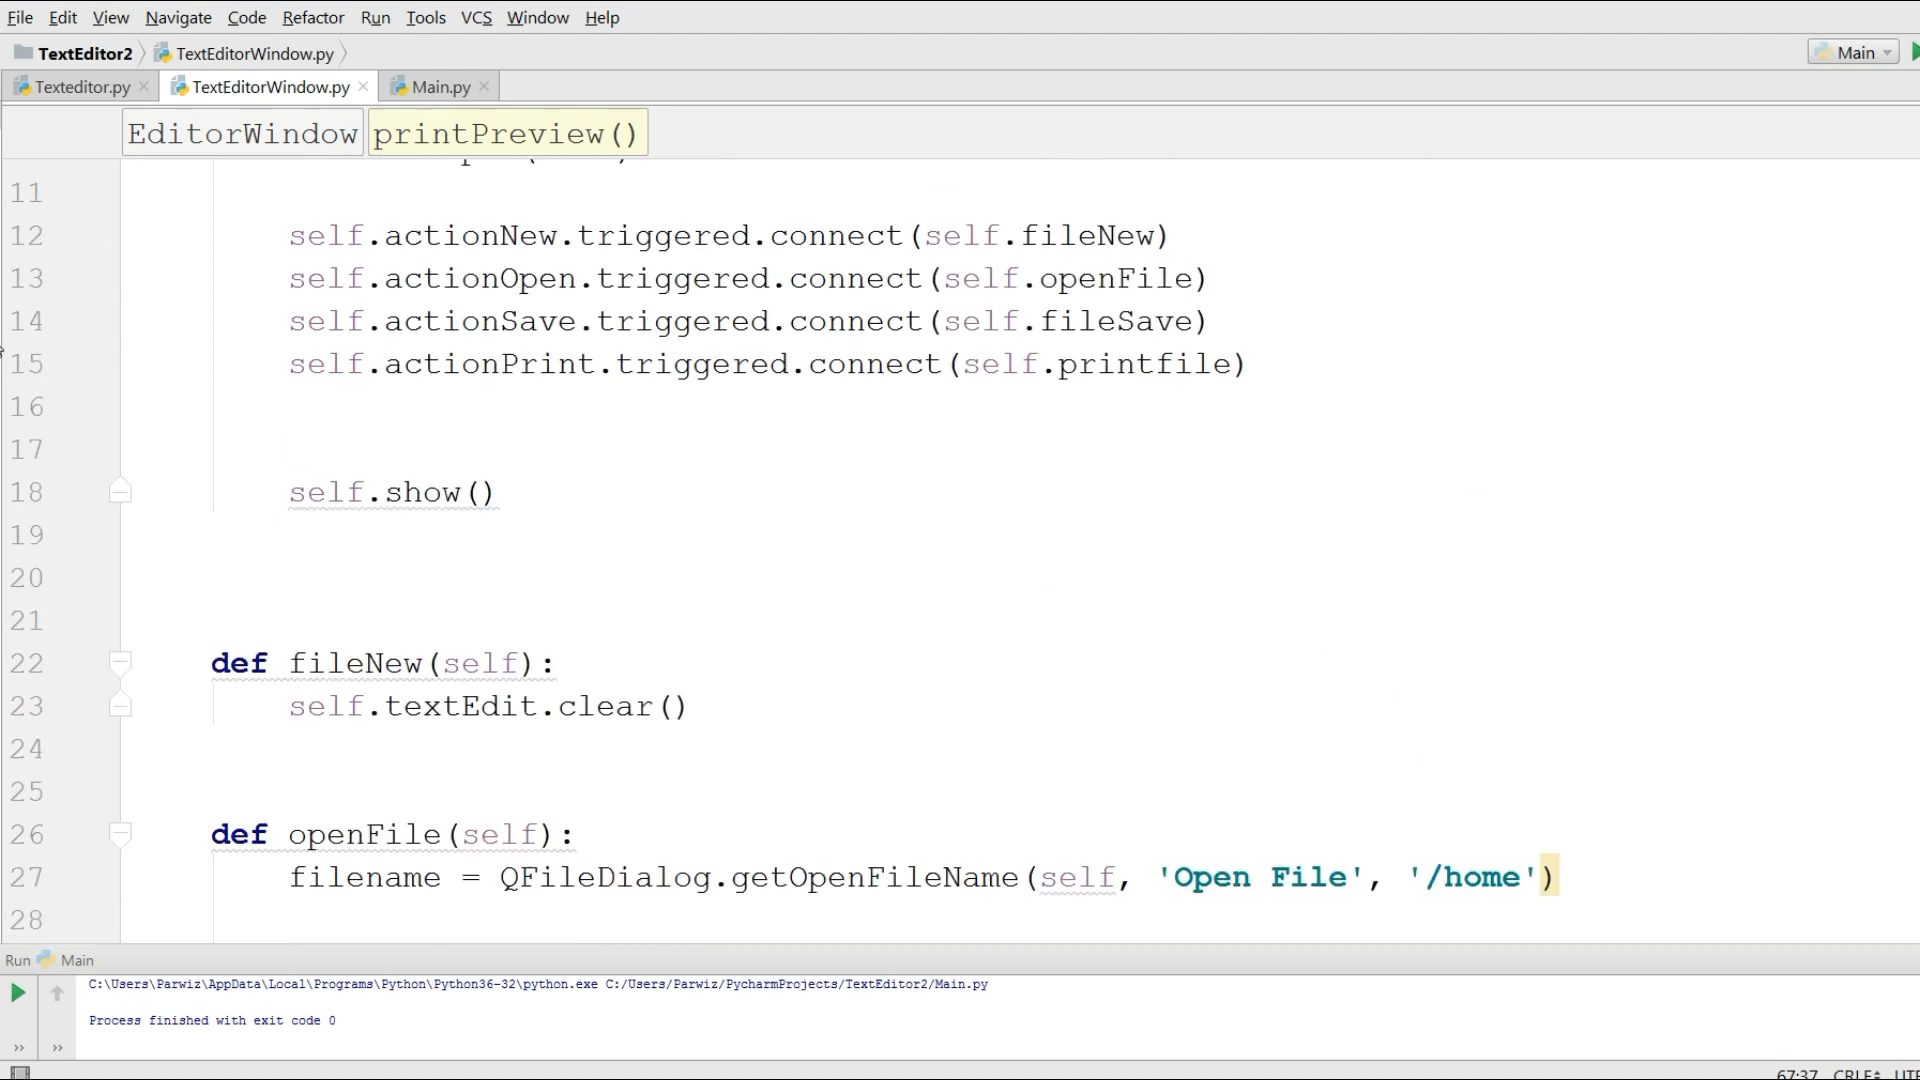 File Edit View Navigate Code Refactor Run Tools VCS Window Help
TextEditor2 TextEditorWindow.py Main
Texteditor.py TextEditorWindow.py Main.py
EditorWindow printPreview()
11
12 self.actionNew.triggered.connect(self.fileNew)
13 self.actionOpen.triggered.connect(self.openFile)
14 self.actionSave.triggered.connect(self.fileSave)
15 self.actionPrint.triggered.connect(self.printfile)
16
17
18 self.show()
19
20
21
22 def fileNew(self):
23 self.textEdit.clear()
24
25
26 def openFile(self):
27 filename = QFileDialog.getOpenFileName(self, 'Open File', '/home')
28
Run Main
C:\Users\Parwiz\AppData\Local\Programs\Python\Python36-32\python.exe C:/Users/Parwiz/PycharmProjects/TextEditor2/Main.py
Process finished with exit code 0
67:37 CRLF